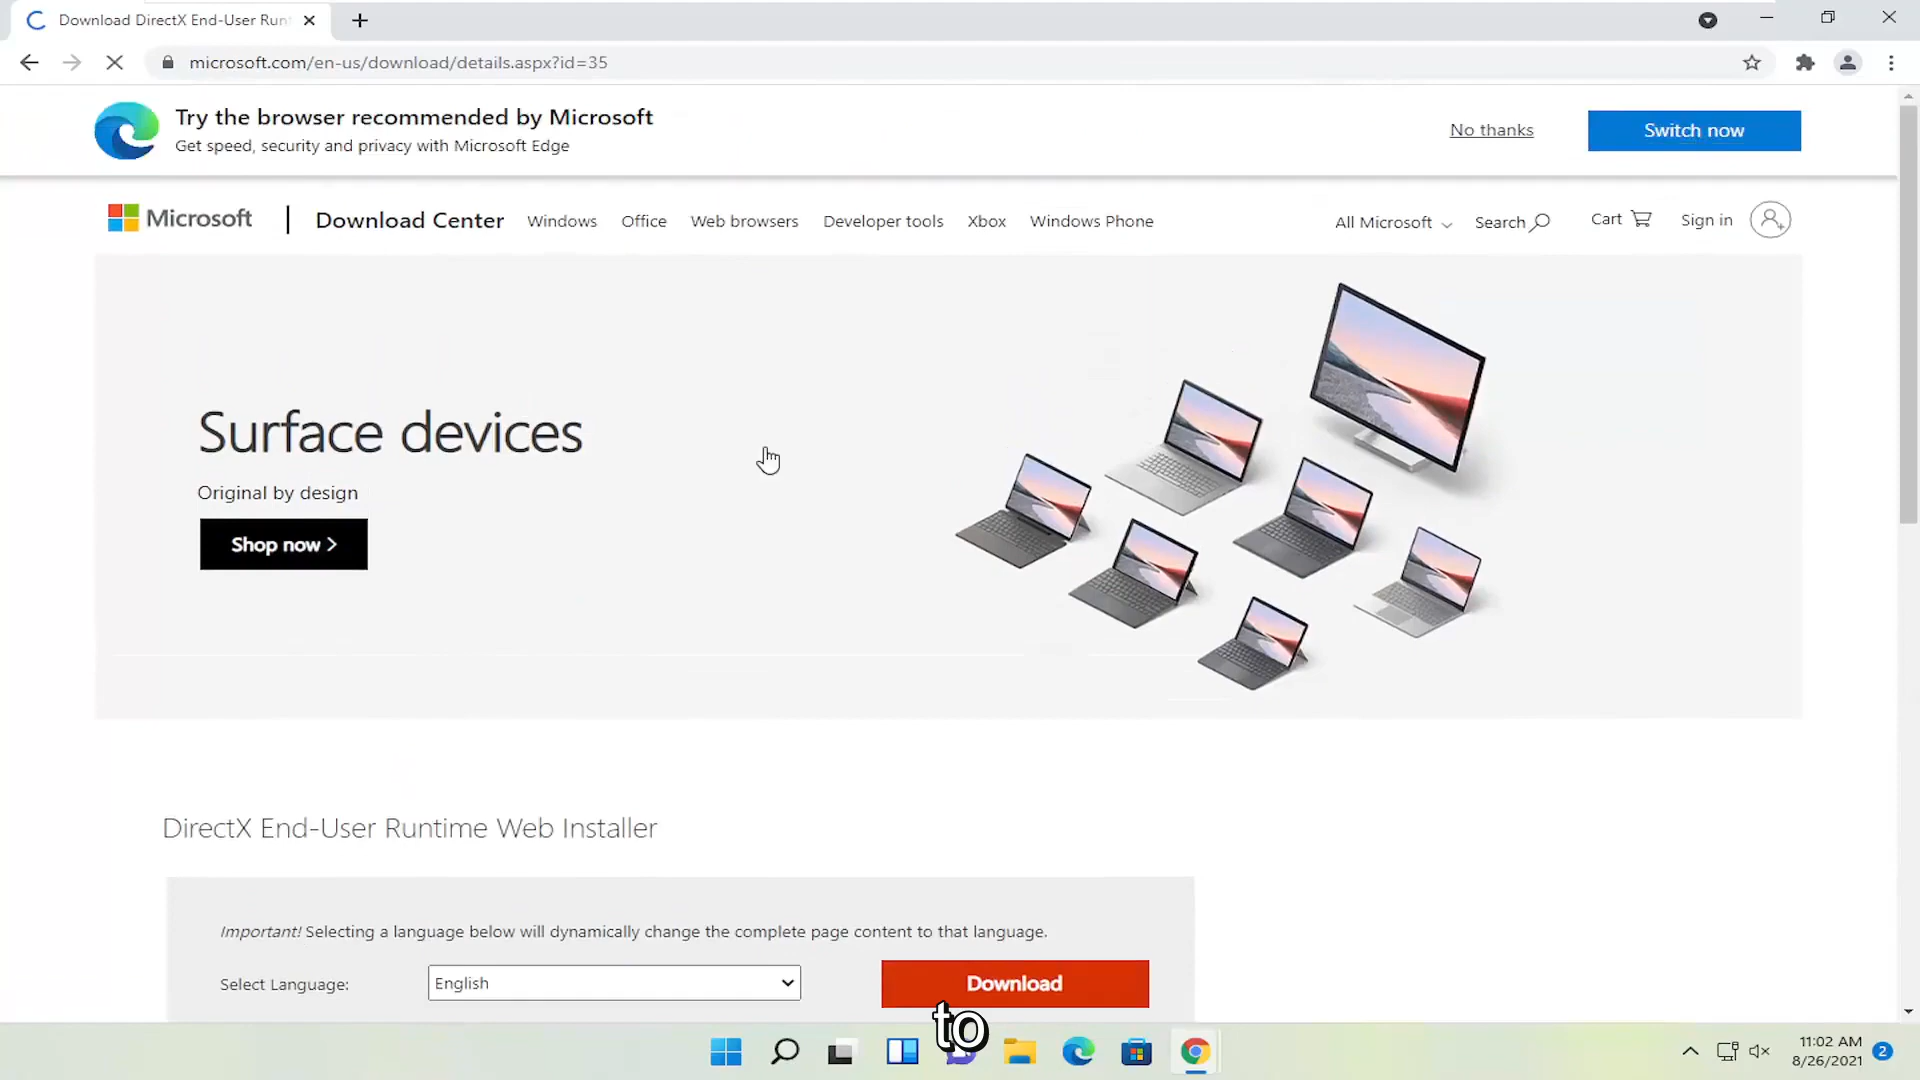 Download DirectX End-User Runt
microsoft.com/en-us/download/details.aspx?id=35
Try the browser recommended by Microsoft
Get speed, security and privacy with Microsoft Edge
No thanks
Switch now
Microsoft
Download Center
Windows
Office
Web browsers
Developer tools
Xbox
Windows Phone
All Microsoft
Search
Cart
Sign in
Surface devices
Original by design
Shop now >
DirectX End-User Runtime Web Installer
Important! Selecting a language below will dynamically change the complete page content to that language.
Select Language:
English
Download
to
11:02 AM
8/26/2021
2